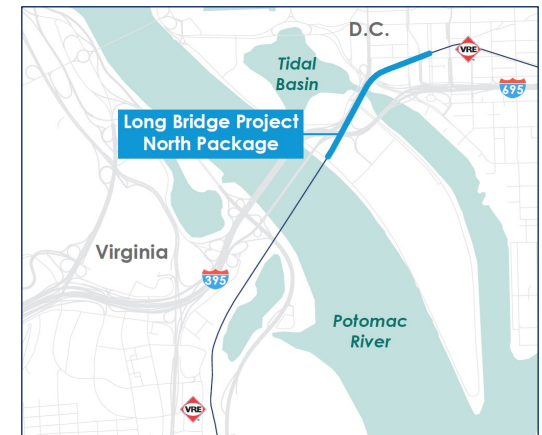 D.C.
VRE
Tidal
Basin
695
Long Bridge Project
North Package
Virginia
395
Potomac
River
VRE